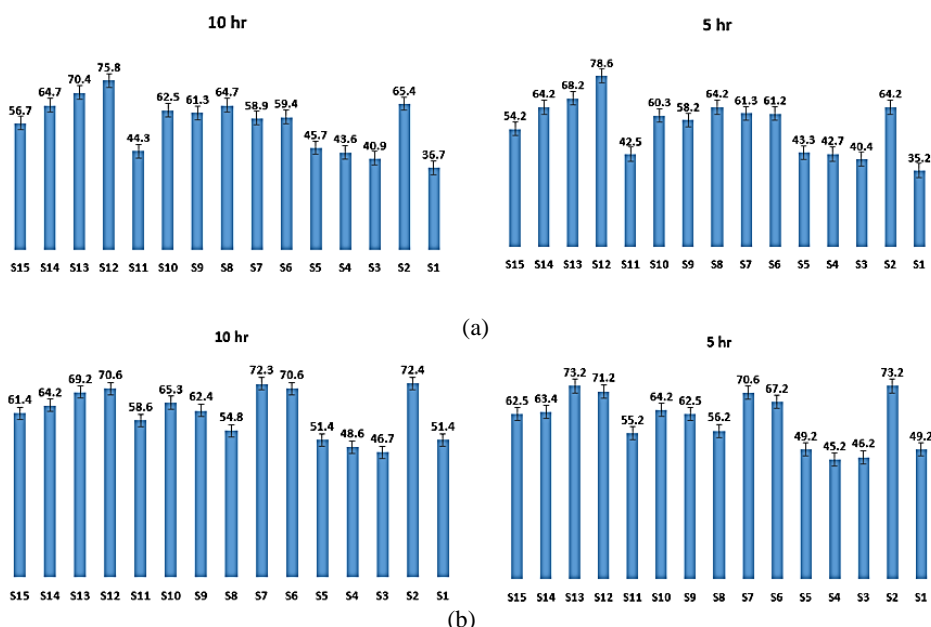 10 hr
56.7 64.7 70.4 75.8 44.3 62.5 61.3 64.7 58.9 59.4 45.7 43.6 40.9 65.4 36.7
S15 S14 S13 S12 S11 S10 S9 S8 S7 S6 S5 S4 S3 S2 S1
5 hr
54.2 64.2 68.2 78.6 42.5 60.3 58.2 64.2 61.3 61.2 43.3 42.7 40.4 64.2 35.2
S15 S14 S13 S12 S11 S10 S9 S8 S7 S6 S5 S4 S3 S2 S1
(a)
10 hr
61.4 64.2 69.2 70.6 58.6 65.3 62.4 54.8 72.3 70.6 51.4 48.6 46.7 72.4 51.4
S15 S14 S13 S12 S11 S10 S9 S8 S7 S6 S5 S4 S3 S2 S1
5 hr
62.5 63.4 73.2 71.2 55.2 64.2 62.5 56.2 70.6 67.2 49.2 45.2 46.2 73.2 49.2
S15 S14 S13 S12 S11 S10 S9 S8 S7 S6 S5 S4 S3 S2 S1
(b)